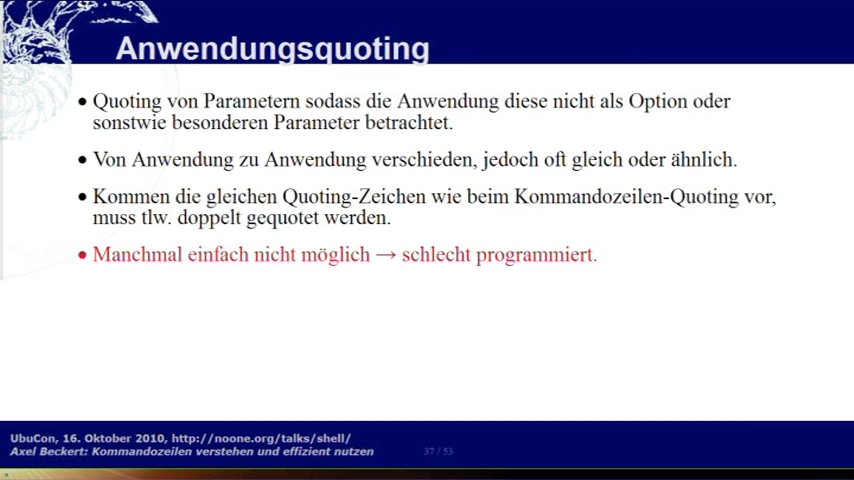 Anwendungsquoting
• Quoting von Parametern sodass die Anwendung diese nicht als Option oder
sonstwie besonderen Parameter betrachtet.
• Von Anwendung zu Anwendung verschieden, jedoch oft gleich oder ähnlich.
• Kommen die gleichen Quoting-Zeichen wie beim Kommandozeilen-Quoting vor,
muss tlw. doppelt gequotet werden.
• Manchmal einfach nicht möglich → schlecht programmiert.
UbuCon, 16. Oktober 2010, http://noone.org/talks/shell/
Axel Beckert: Kommandozeilen verstehen und effizient nutzen
37 / 53